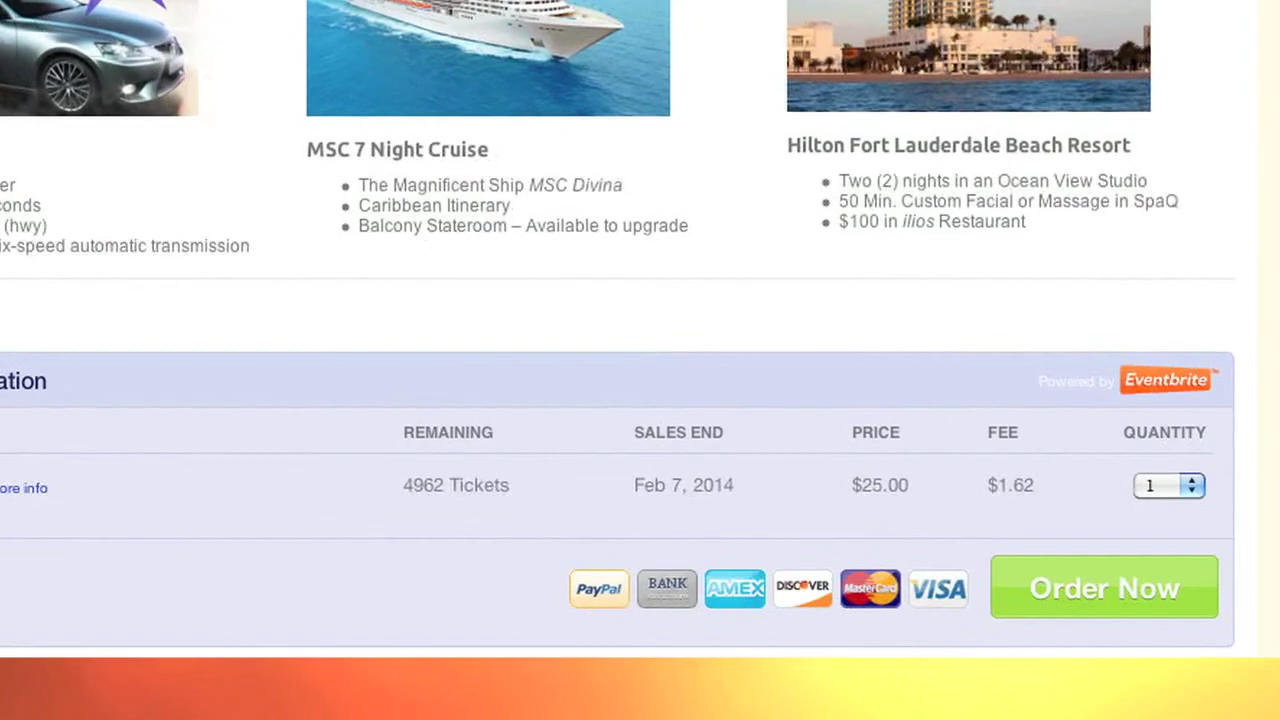 MSC 7 Night Cruise
The Magnificent Ship MSC Divina
Caribbean Itinerary
Balcony Stateroom – Available to upgrade
Hilton Fort Lauderdale Beach Resort
Two (2) nights in an Ocean View Studio
50 Min. Custom Facial or Massage in SpaQ
$100 in ilios Restaurant
er
conds
(hwy)
ix-speed automatic transmission
ation
Powered by Eventbrite™
REMAINING SALES END PRICE FEE QUANTITY
ore info 4962 Tickets Feb 7, 2014 $25.00 $1.62 1
PayPal BANK AMEX DISCOVER MasterCard VISA Order Now